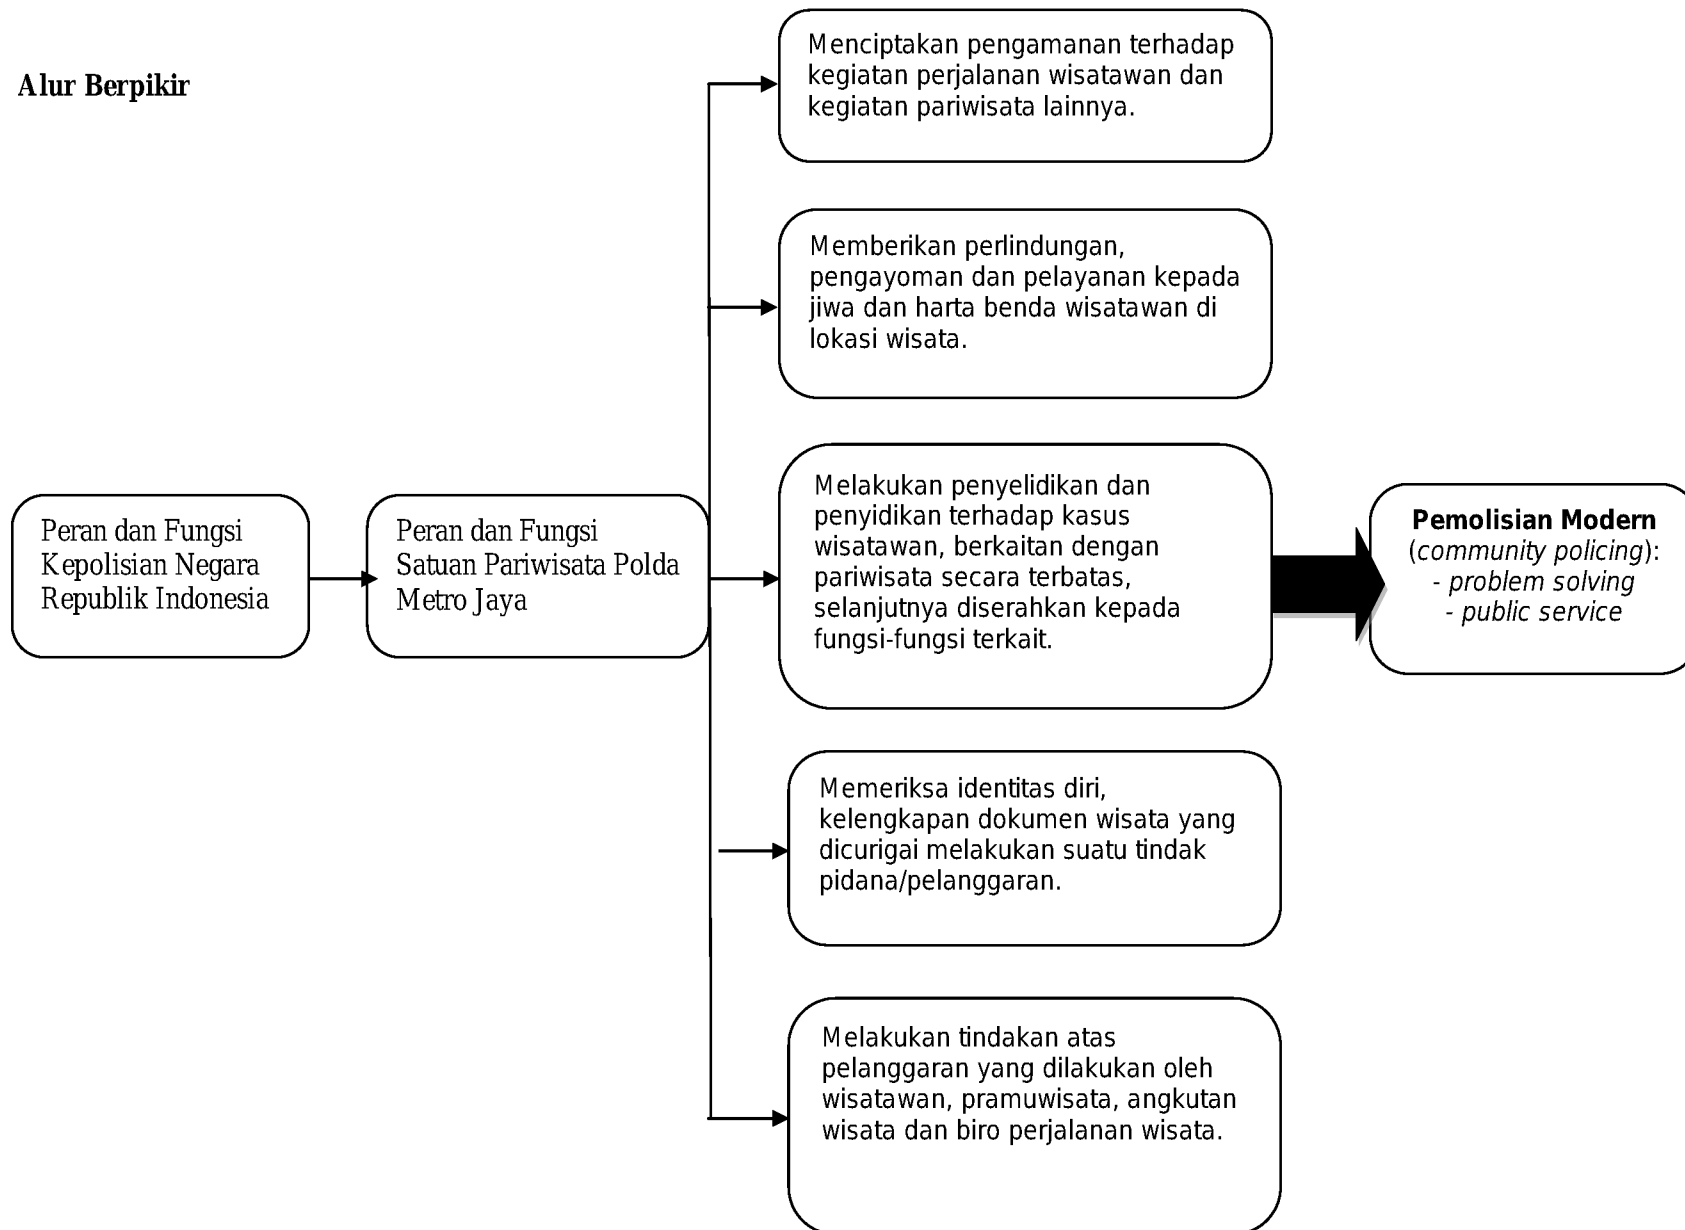 Alur Berpikir
Menciptakan pengamanan terhadap
kegiatan perjalanan wisatawan dan
kegiatan pariwisata lainnya.
Memberikan perlindungan,
pengayoman dan pelayanan kepada
jiwa dan harta benda wisatawan di
lokasi wisata.
Peran dan Fungsi
Kepolisian Negara
Republik Indonesia
Peran dan Fungsi
Satuan Pariwisata Polda
Metro Jaya
Melakukan penyelidikan dan
penyidikan terhadap kasus
wisatawan, berkaitan dengan
pariwisata secara terbatas,
selanjutnya diserahkan kepada
fungsi-fungsi terkait.
Pemolisian Modern
(community policing):
- problem solving
- public service
Memeriksa identitas diri,
kelengkapan dokumen wisata yang
dicurigai melakukan suatu tindak
pidana/pelanggaran.
Melakukan tindakan atas
pelanggaran yang dilakukan oleh
wisatawan, pramuwisata, angkutan
wisata dan biro perjalanan wisata.